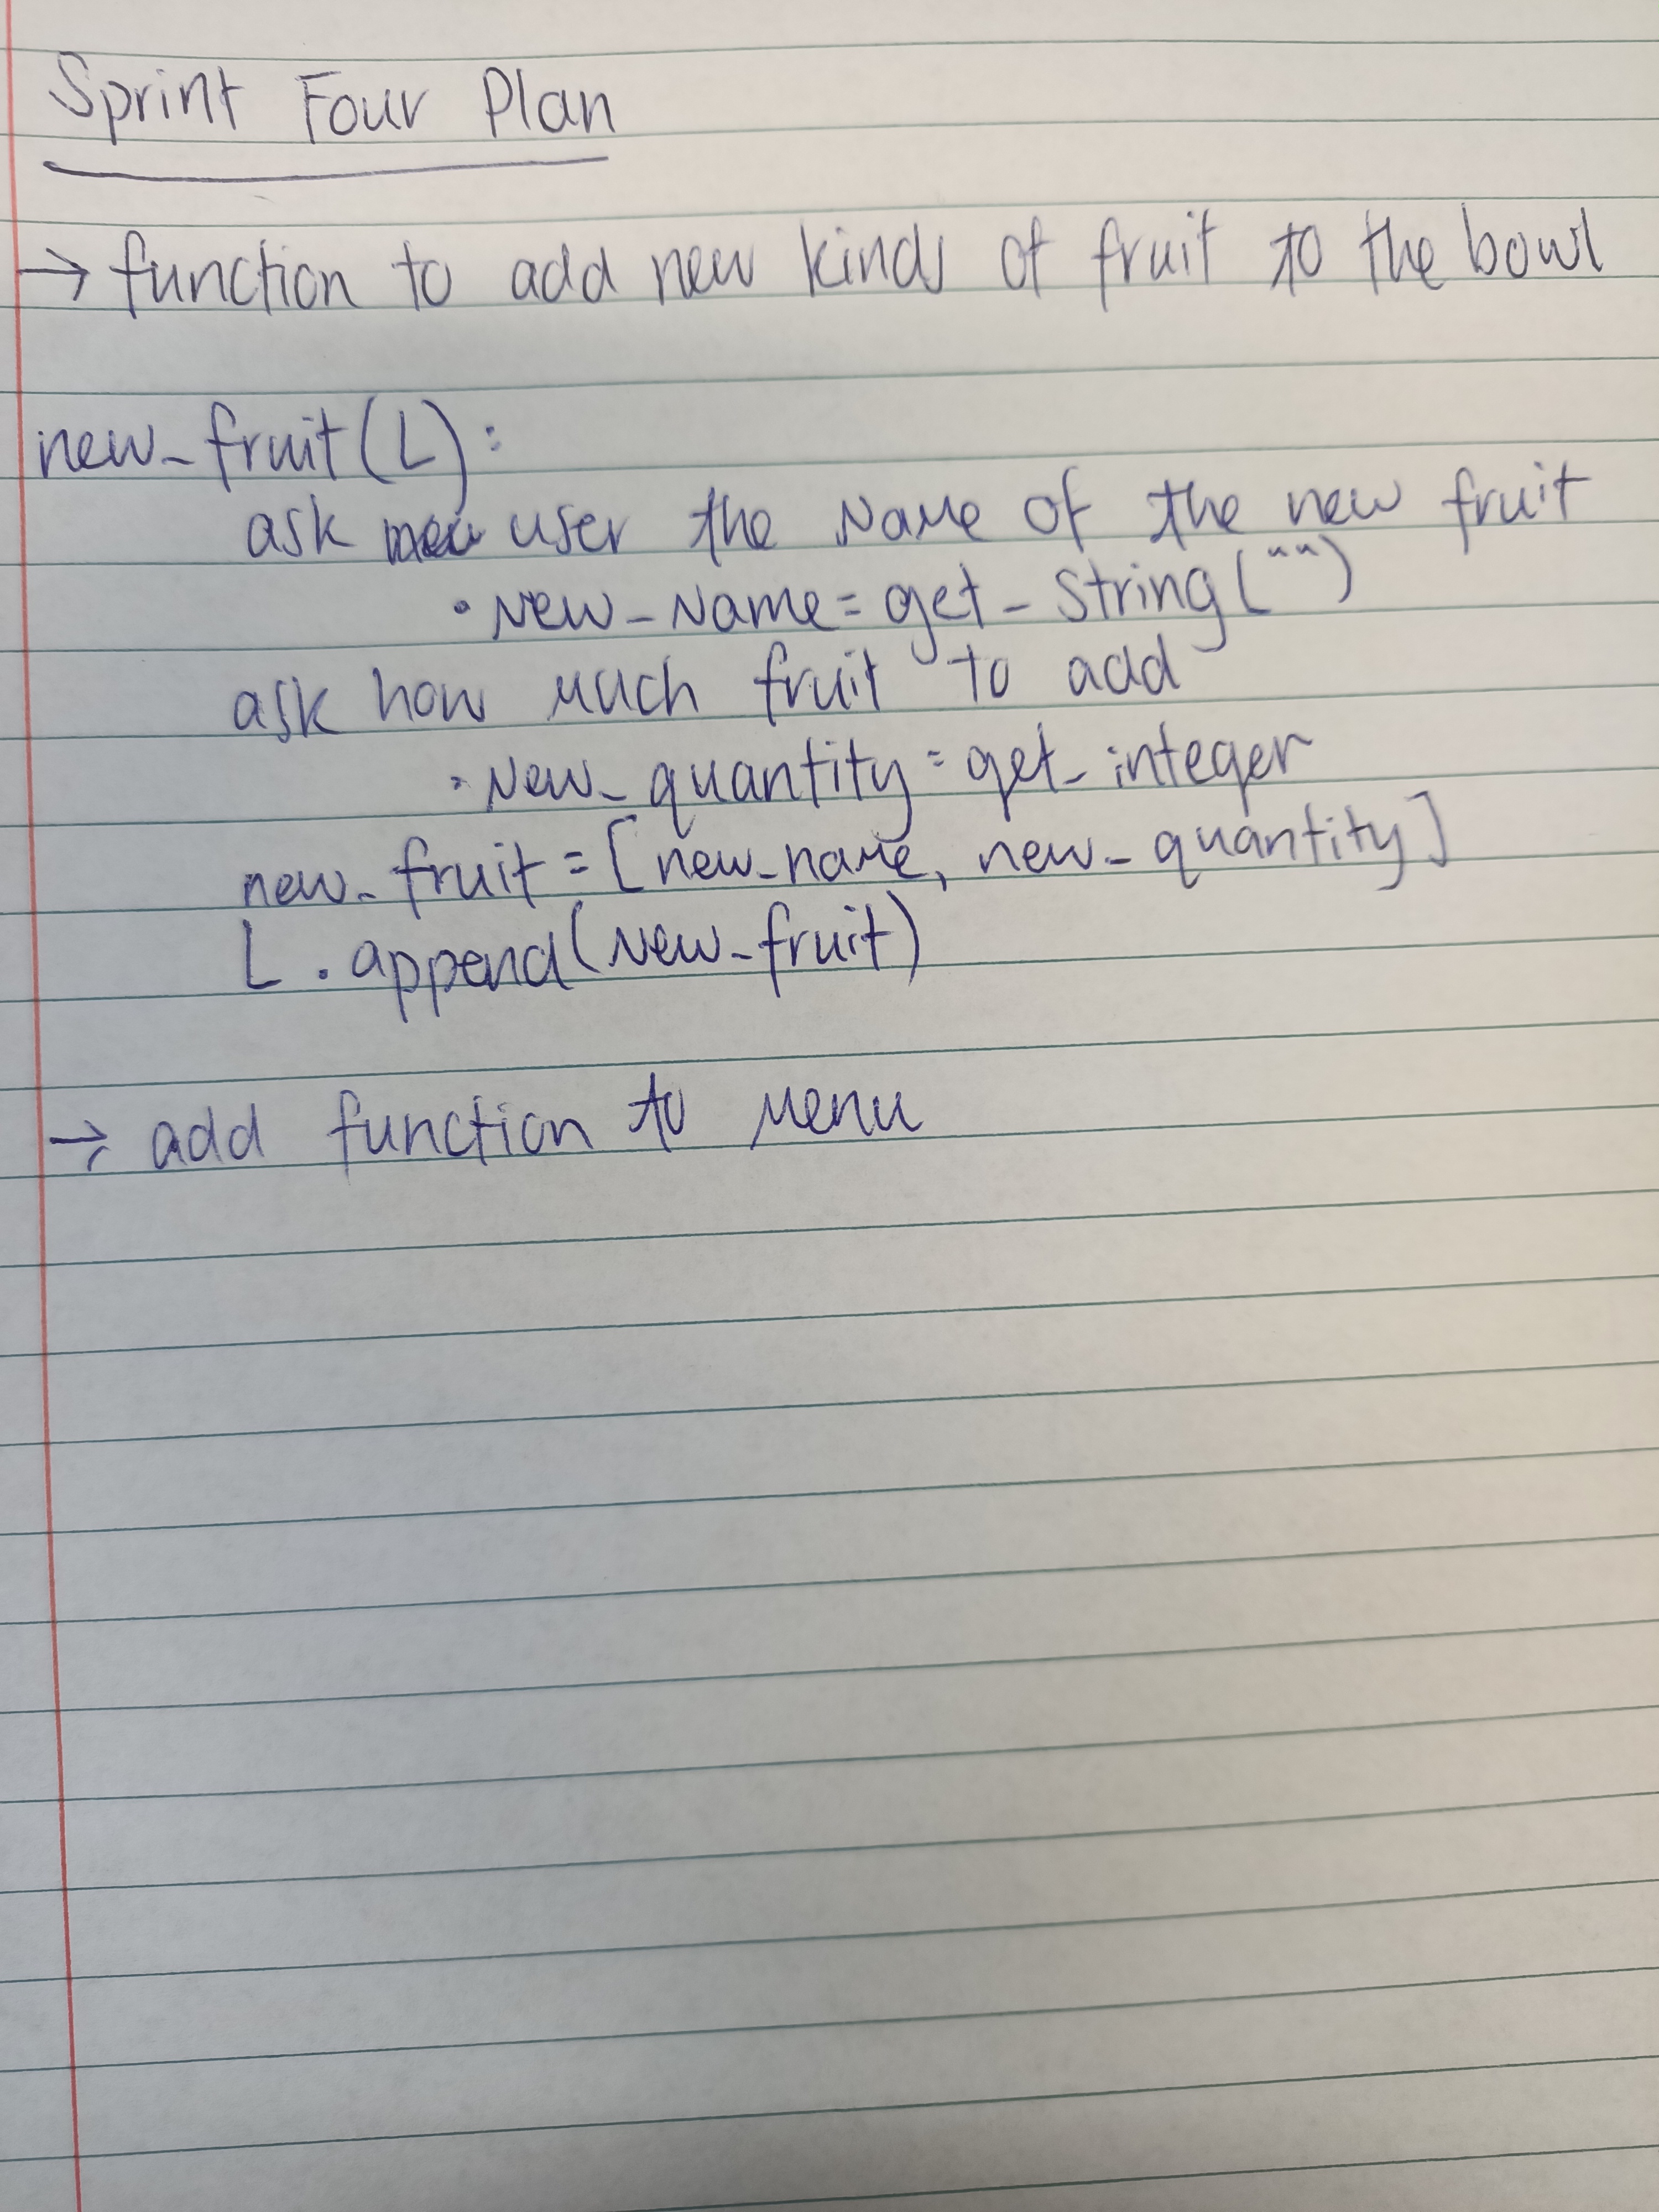 Sprint Four Plan
→ function to add new kinds of fruit to the bowl
new_fruit(L):
ask user the name of the new fruit
• new_name = get_string("")
ask how much fruit to add
• new_quantity = get_integer
new_fruit = [new_name, new_quantity]
L.append(new_fruit)
→ add function to menu